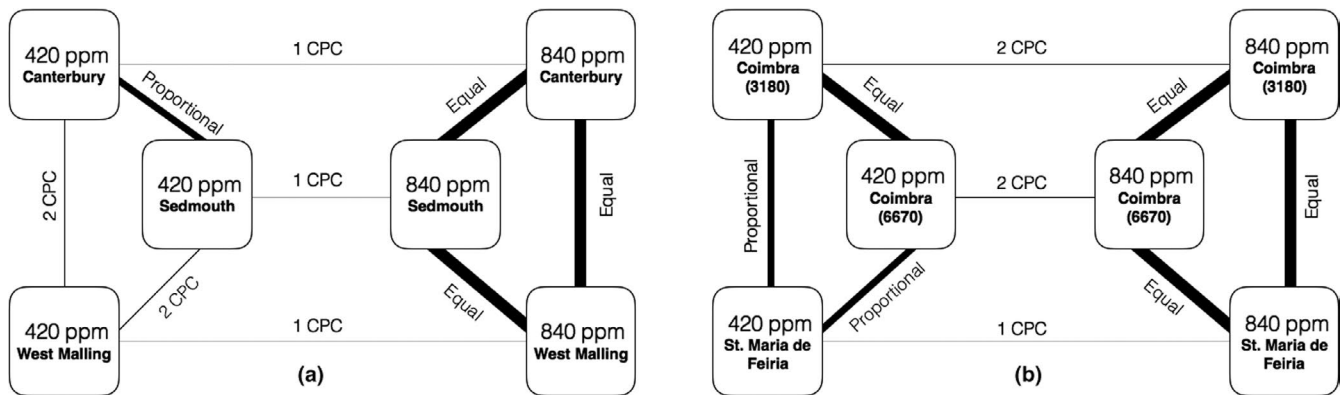 420 ppm
Canterbury
1 CPC
840 ppm
Canterbury
Proportional
Equal
2 CPC
420 ppm
Sedmouth
1 CPC
840 ppm
Sedmouth
Equal
2 CPC
Equal
420 ppm
West Malling
1 CPC
840 ppm
West Malling
(a)
420 ppm
Coimbra
(3180)
2 CPC
840 ppm
Coimbra
(3180)
Equal
Equal
Proportional
420 ppm
Coimbra
(6670)
2 CPC
840 ppm
Coimbra
(6670)
Equal
Proportional
Equal
420 ppm
St. Maria de
Feiria
1 CPC
840 ppm
St. Maria de
Feiria
(b)